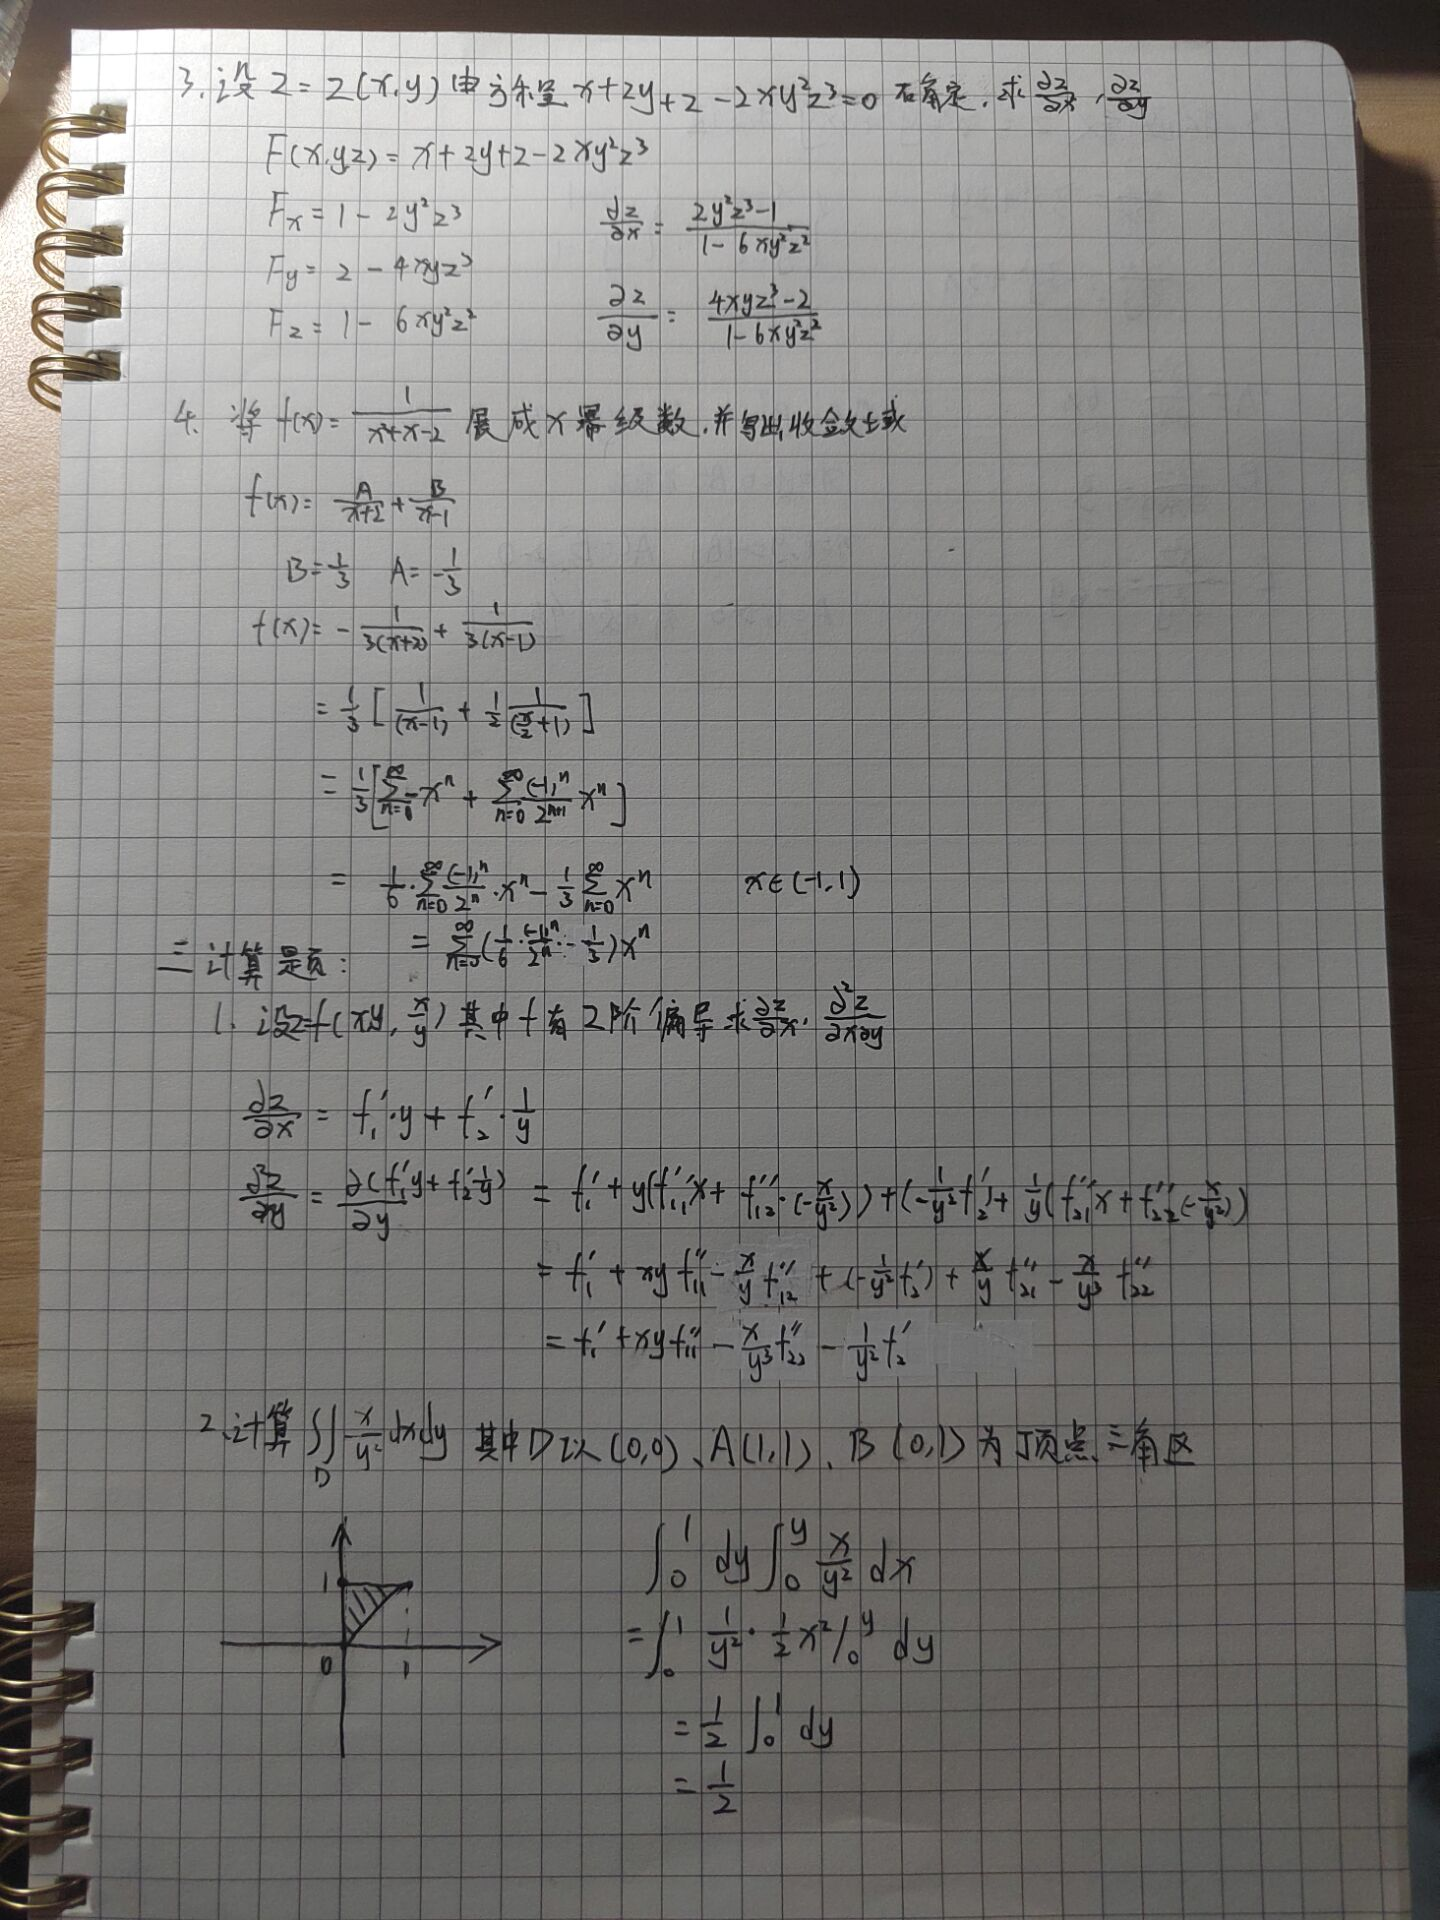 3. 设 z = z(x,y) 由方程 x+2y+z-2xy²z³=0 确定, 求 ∂z/∂x, ∂z/∂y
F(x,y,z) = x+2y+z-2xy²z³
Fx = 1-2y²z³ ∂z/∂x = (2y²z³-1)/(1-6xy²z²)
Fy = 2-4xyz³
Fz = 1-6xy²z² ∂z/∂y = (4xyz³-2)/(1-6xy²z²)
4. 将 f(x) = 1/(x²+x-2) 展成 x 幂级数, 并写出收敛域
f(x) = A/(x+2) + B/(x-1)
B = 1/3 A = -1/3
f(x) = -1/(3(x+2)) + 1/(3(x-1))
= 1/3 [1/(x-1) + 1/2 1/(x/2+1)]
= 1/3 [∑_{n=0}^{∞} -x^n + ∑_{n=0}^{∞} (-1)^n/2^{n+1} x^n]
= 1/6 · ∑_{n=0}^{∞} (-1)^n/2^n · x^n - 1/3 ∑_{n=0}^{∞} x^n x∈(-1,1)
= ∑_{n=0}^{∞} (1/6 · (-1)^n/2^n · - 1/3) x^n
三 计算题:
1. 设z=f(xy, x/y) 其中f有2阶偏导求 ∂z/∂x, ∂²z/∂x∂y
∂z/∂x = f₁′·y + f₂′·1/y
∂z/∂y = ∂(f₁′y+f₂′1/y)/∂y = f₁′ + y(f₁₁″x + f₁₂″·(-x/y²)) + (-1/y² f₂′) + 1/y(f₂₁″x + f₂₂″(-x/y²))
= f₁′ + xy f₁₁″ - x/y f₁₂″ + (-1/y² f₂′) + x/y f₂₁″ - x/y³ f₂₂″
= f₁′ + xy f₁₁″ - x/y³ f₂₂″ - 1/y² f₂′
2. 计算 ∬_D x/y² dxdy 其中D以(0,0)、A(1,1)、B(0,1)为顶点三角区
∫₀¹ dy ∫₀^y x/y² dx
1
= ∫₀¹ 1/y² · 1/2 x² |₀^y dy
0 1
= 1/2 ∫₀¹ dy
= 1/2